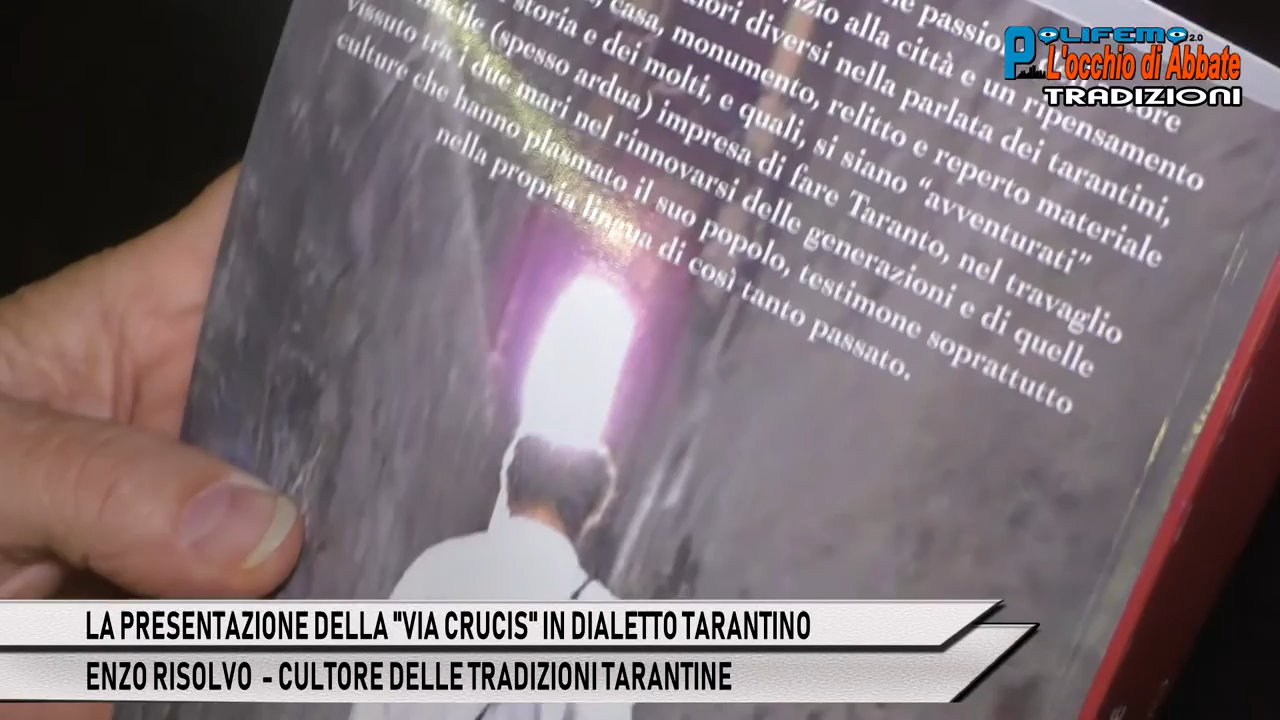 ne passio
vizio alla città e un ripensamento
valori diversi nella parlata dei tarantini,
casa, monumento, relitto e reperto materiale
storia e dei molti, e quali, si siano “avventurati”
(spesso ardua) impresa di fare Taranto, nel travaglio
vissuto fra i due mari nel rinnovarsi delle generazioni e di quelle
culture che hanno plasmato il suo popolo, testimone soprattutto
nella propria lingua di così tanto passato.
POLIFEMO 2.0
L'occhio di Abbate
TRADIZIONI
LA PRESENTAZIONE DELLA "VIA CRUCIS" IN DIALETTO TARANTINO
ENZO RISOLVO - CULTORE DELLE TRADIZIONI TARANTINE